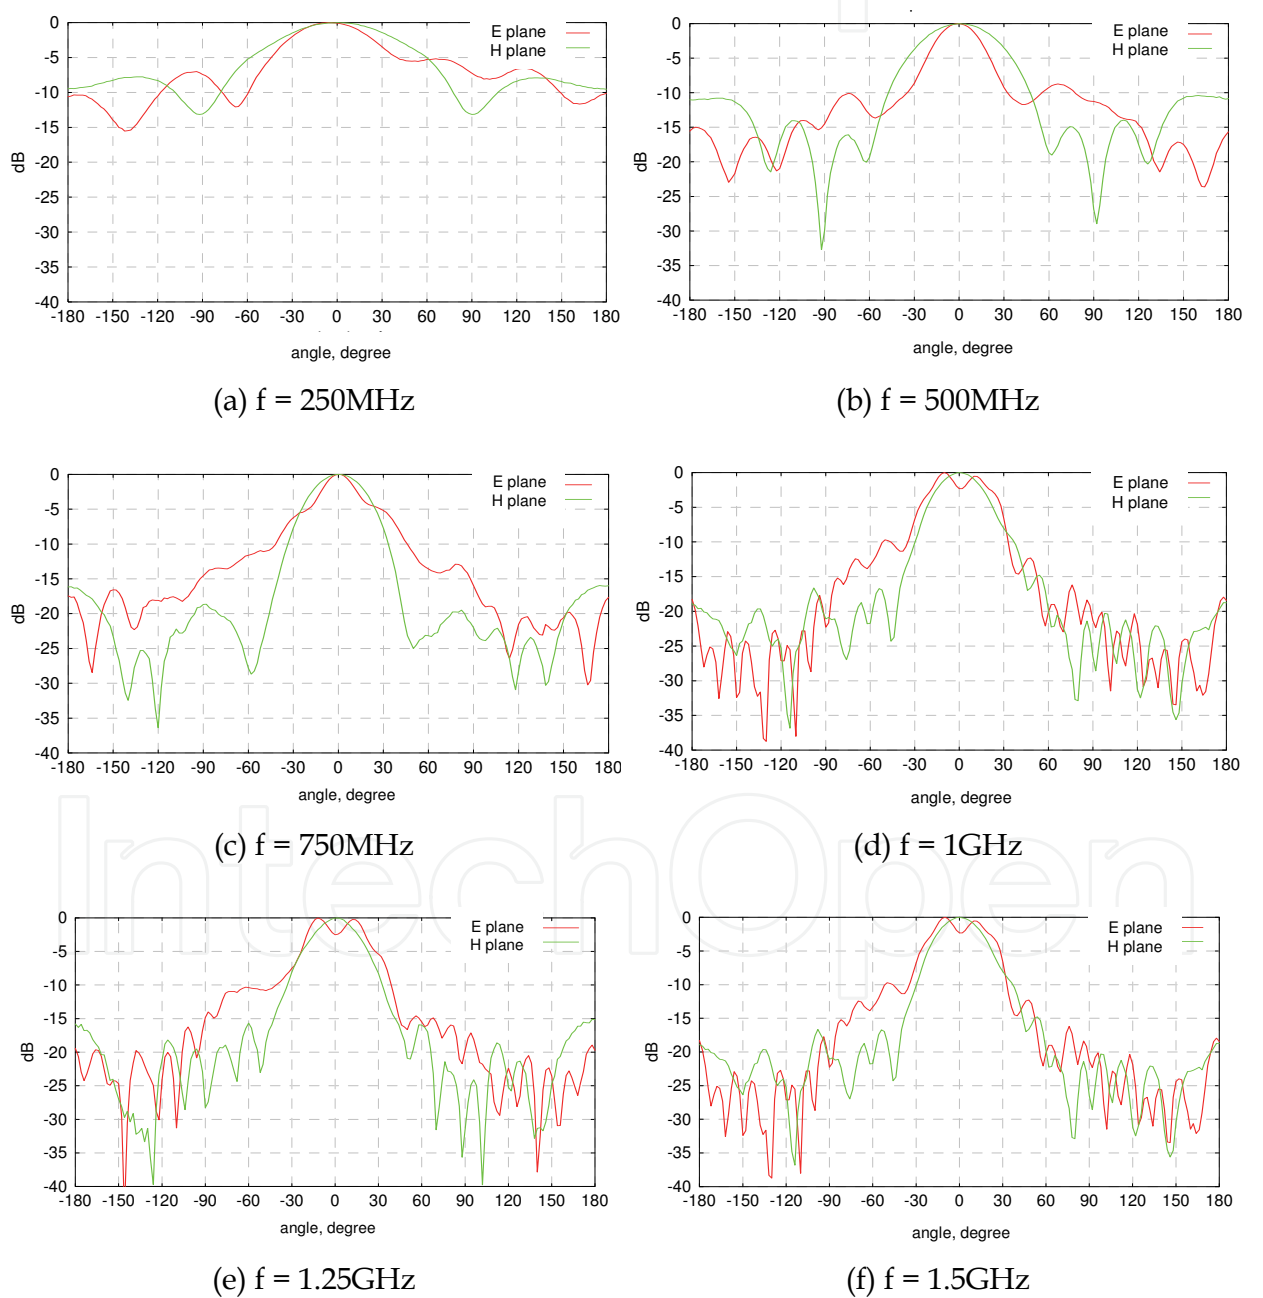 0
-5
-10
-15
-20
-25
-30
-35
-40
dB
E plane
H plane
-180 -150 -120 -90 -60 -30 0 30 60 90 120 150 180
angle, degree
(a) f = 250MHz
0
-5
-10
-15
-20
-25
-30
-35
-40
dB
E plane
H plane
-180 -150 -120 -90 -60 -30 0 30 60 90 120 150 180
angle, degree
(b) f = 500MHz
0
-5
-10
-15
-20
-25
-30
-35
-40
dB
E plane
H plane
-180 -150 -120 -90 -60 -30 0 30 60 90 120 150 180
angle, degree
(c) f = 750MHz
0
-5
-10
-15
-20
-25
-30
-35
-40
dB
E plane
H plane
-180 -150 -120 -90 -60 -30 0 30 60 90 120 150 180
angle, degree
(d) f = 1GHz
IntechOpen
0
-5
-10
-15
-20
-25
-30
-35
-40
dB
E plane
H plane
-180 -150 -120 -90 -60 -30 0 30 60 90 120 150 180
angle, degree
(e) f = 1.25GHz
0
-5
-10
-15
-20
-25
-30
-35
-40
dB
E plane
H plane
-180 -150 -120 -90 -60 -30 0 30 60 90 120 150 180
angle, degree
(f) f = 1.5GHz